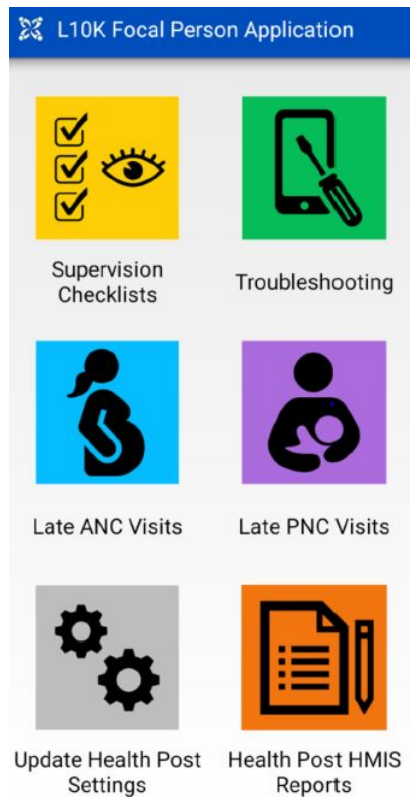 L10K Focal Person Application
Supervision
Checklists
Troubleshooting
Late ANC Visits
Late PNC Visits
Update Health Post
Settings
Health Post HMIS
Reports